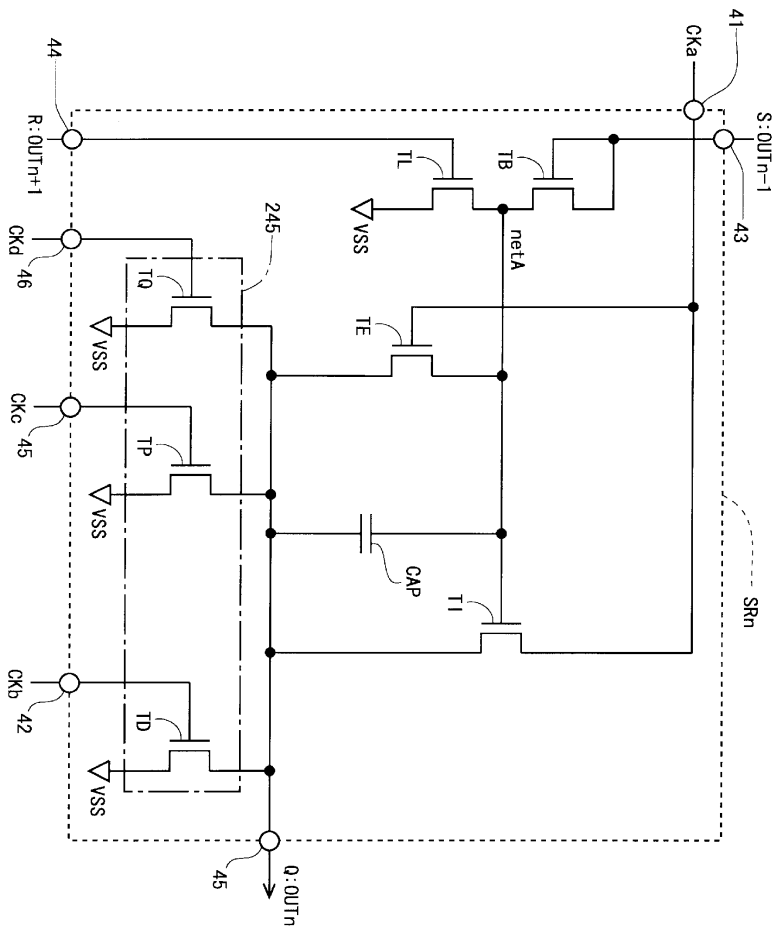 S:OUTn-1
43
41
CKa
SRn
TB
netA
TL
VSS
TI
CAP
TE
44
R:OUTn+1
245
TQ
VSS
CKd
46
TP
VSS
CKc
45
TD
VSS
CKb
42
Q:OUTn
45